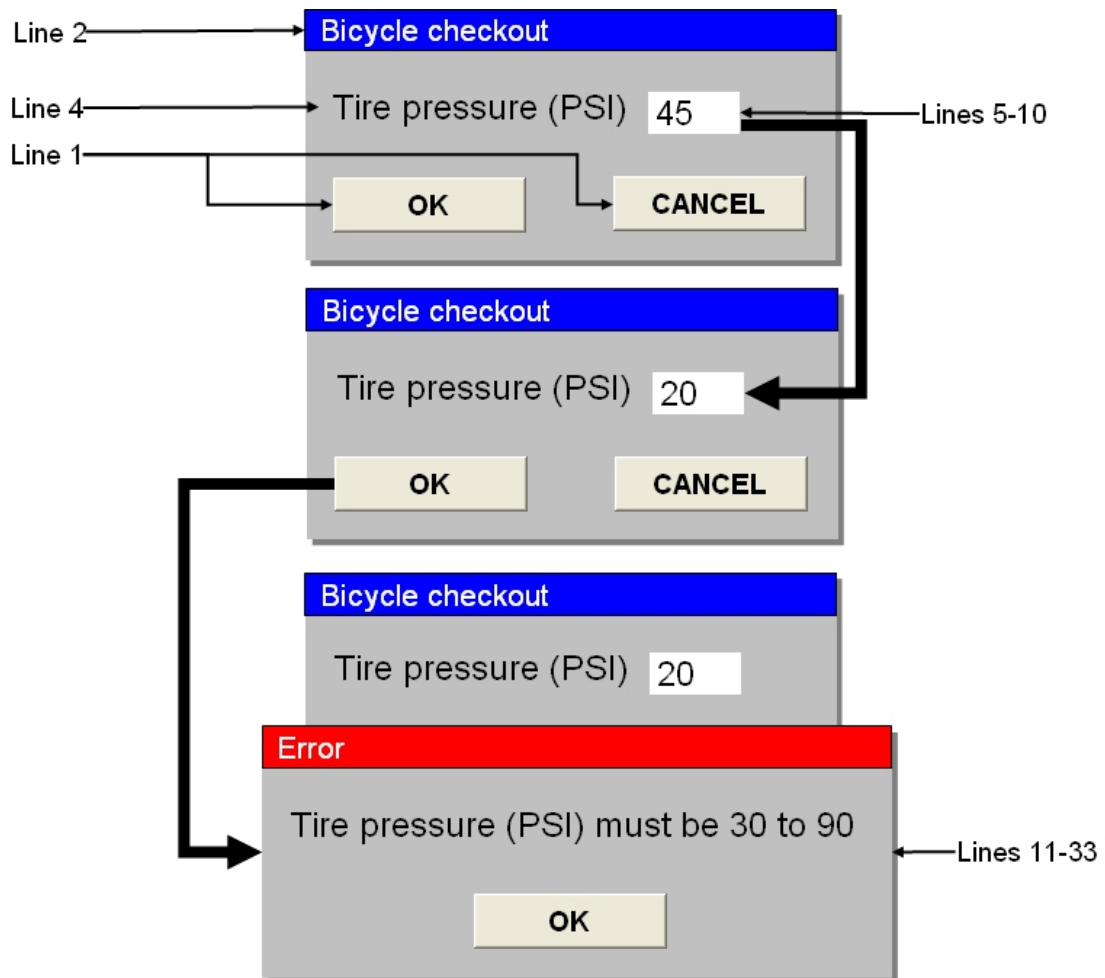 Line 2
Bicycle checkout
Line 4
Tire pressure (PSI) 45
Lines 5-10
Line 1
OK
CANCEL
Bicycle checkout
Tire pressure (PSI) 20
OK
CANCEL
Bicycle checkout
Tire pressure (PSI) 20
Error
Tire pressure (PSI) must be 30 to 90
Lines 11-33
OK